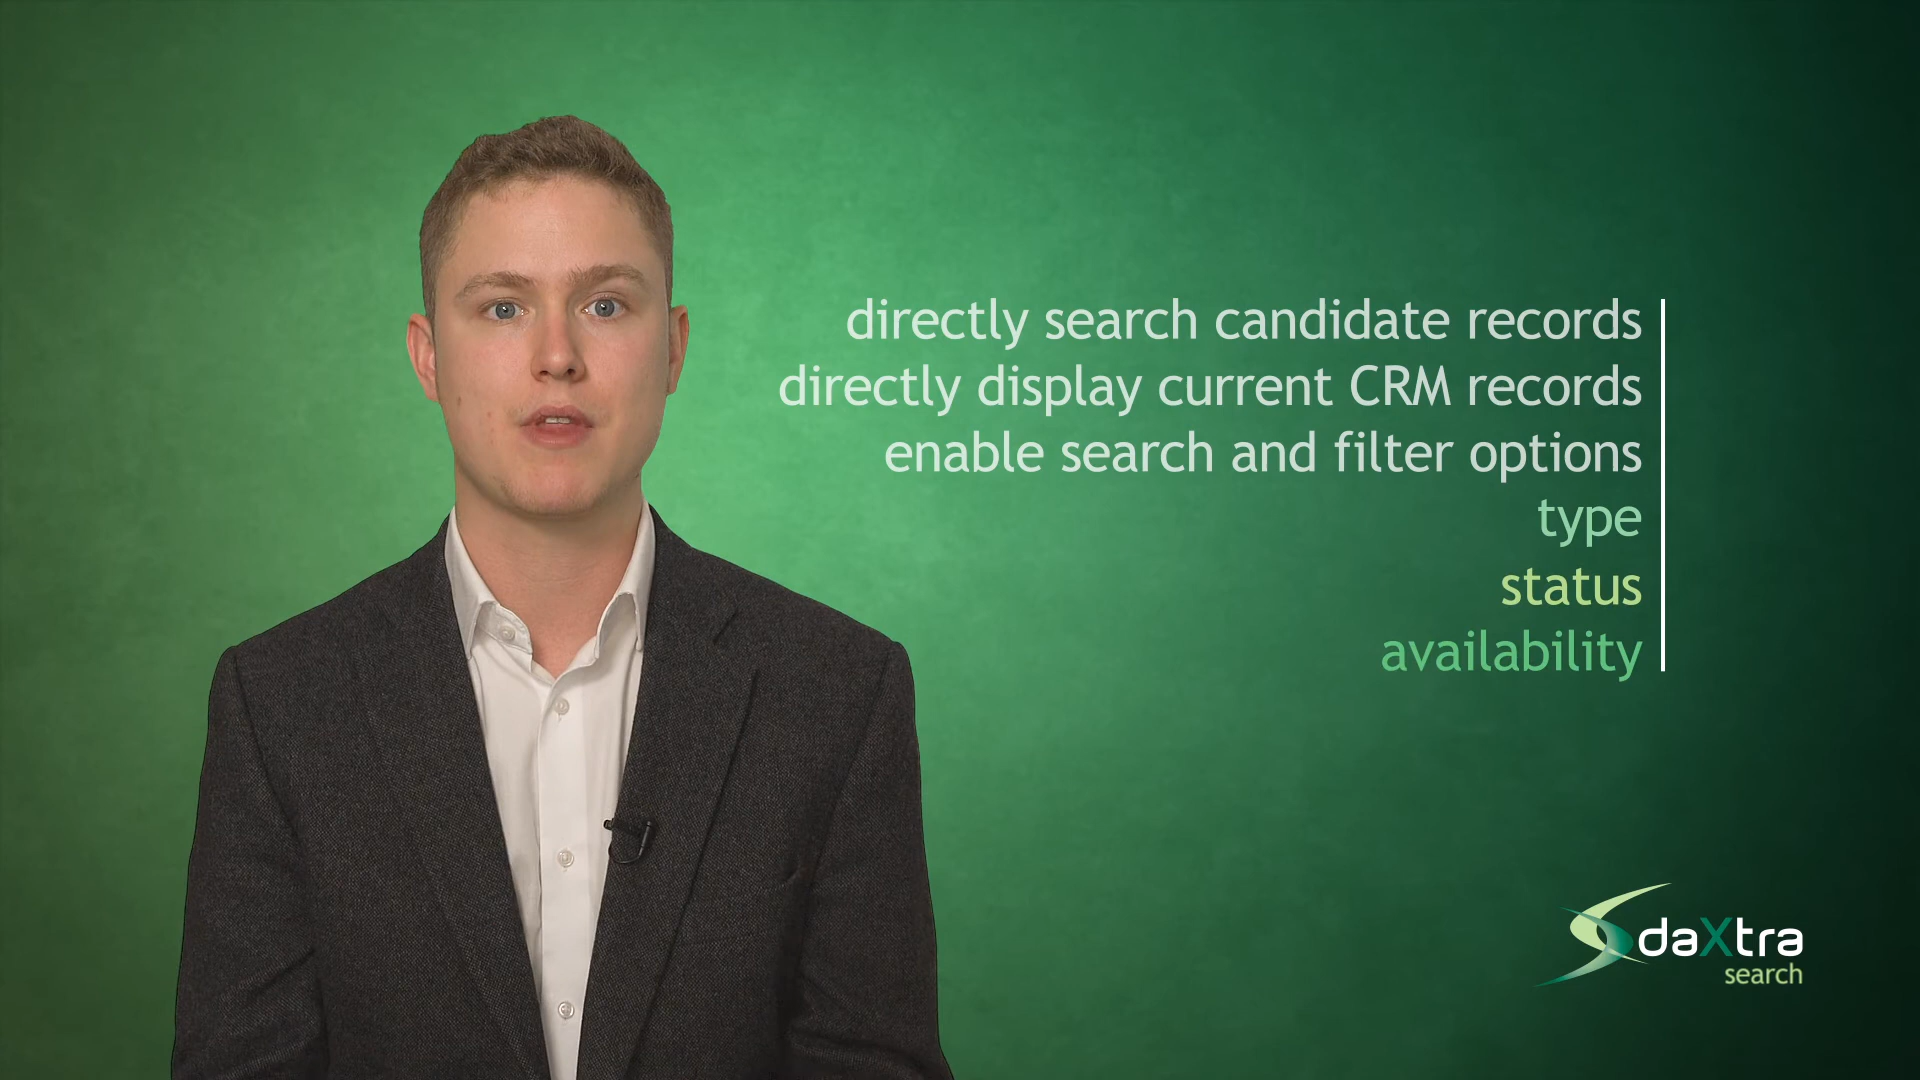 directly search candidate records
directly display current CRM records
enable search and filter options
type
status
availability
daXtra
search